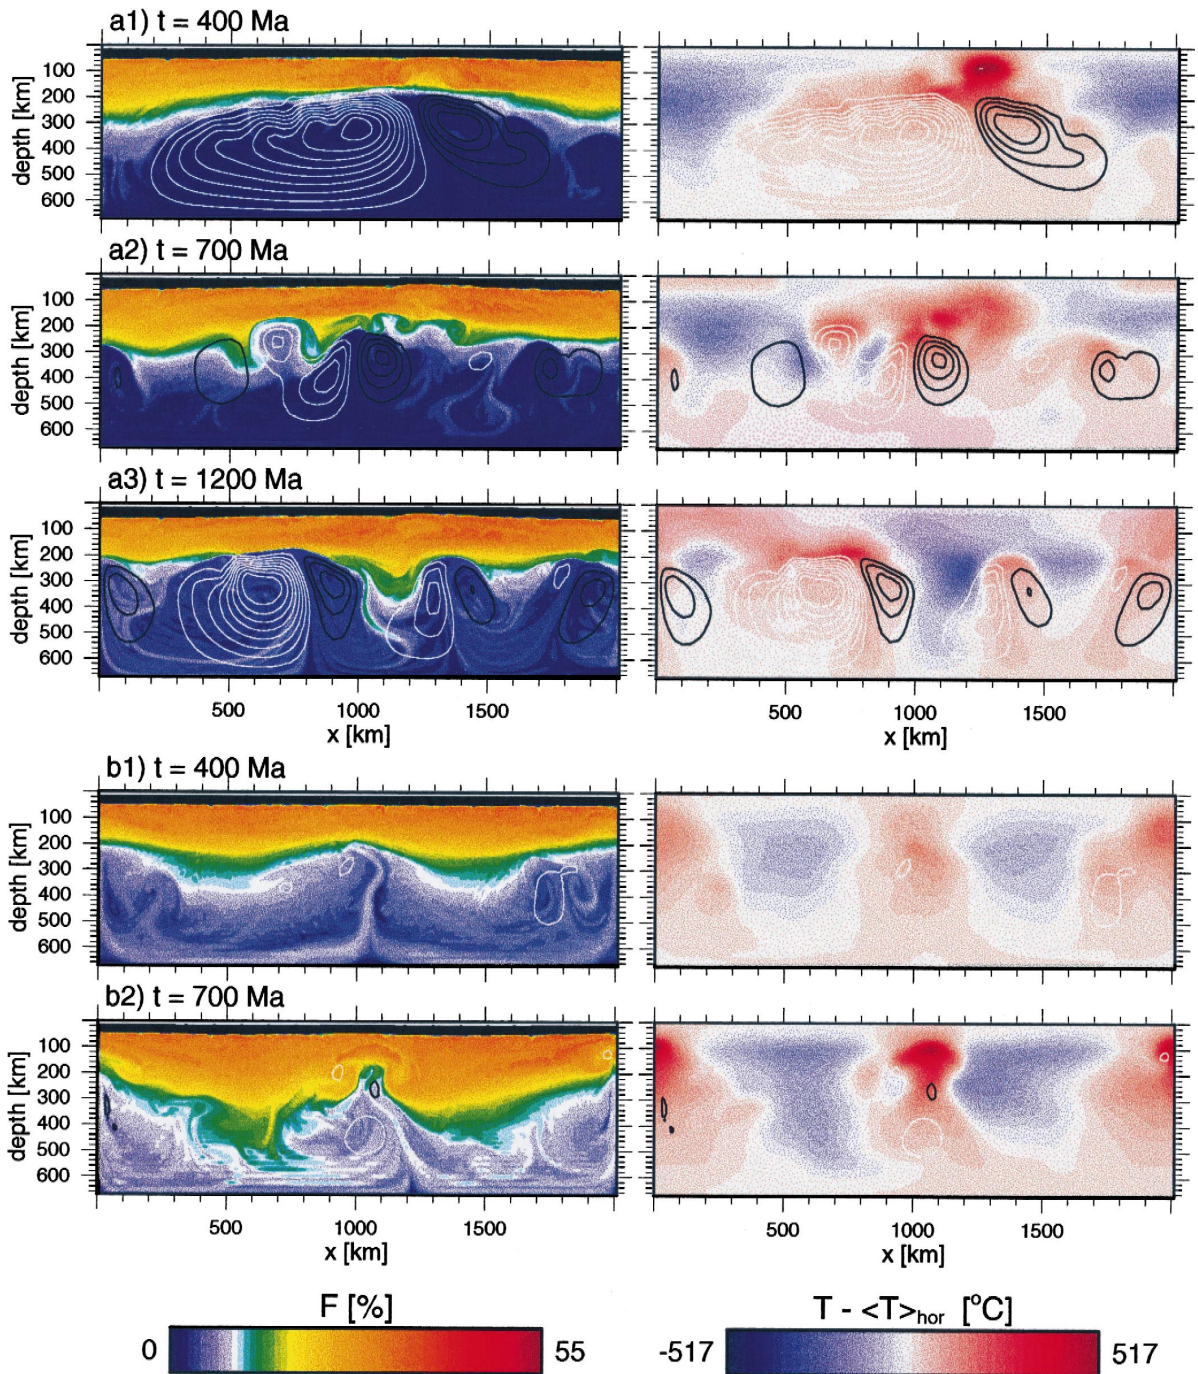 a1) t = 400 Ma
depth [km]
100
200
300
400
500
600
a2) t = 700 Ma
depth [km]
100
200
300
400
500
600
a3) t = 1200 Ma
depth [km]
100
200
300
400
500
600
500 1000 1500
x [km]
500 1000 1500
x [km]
b1) t = 400 Ma
depth [km]
100
200
300
400
500
600
b2) t = 700 Ma
depth [km]
100
200
300
400
500
600
500 1000 1500
x [km]
500 1000 1500
x [km]
F [%]
0 55
T - <T>hor [°C]
-517 517